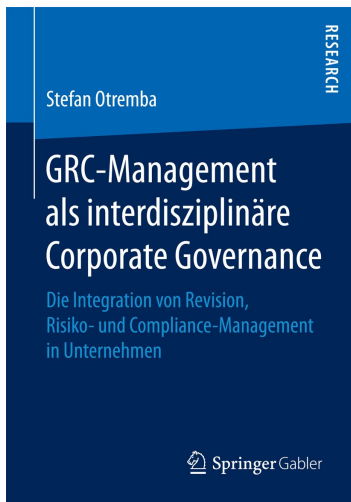 RESEARCH
Stefan Otremba
GRC-Management
als interdisziplinäre
Corporate Governance
Die Integration von Revision,
Risiko- und Compliance-Management
in Unternehmen
Springer Gabler